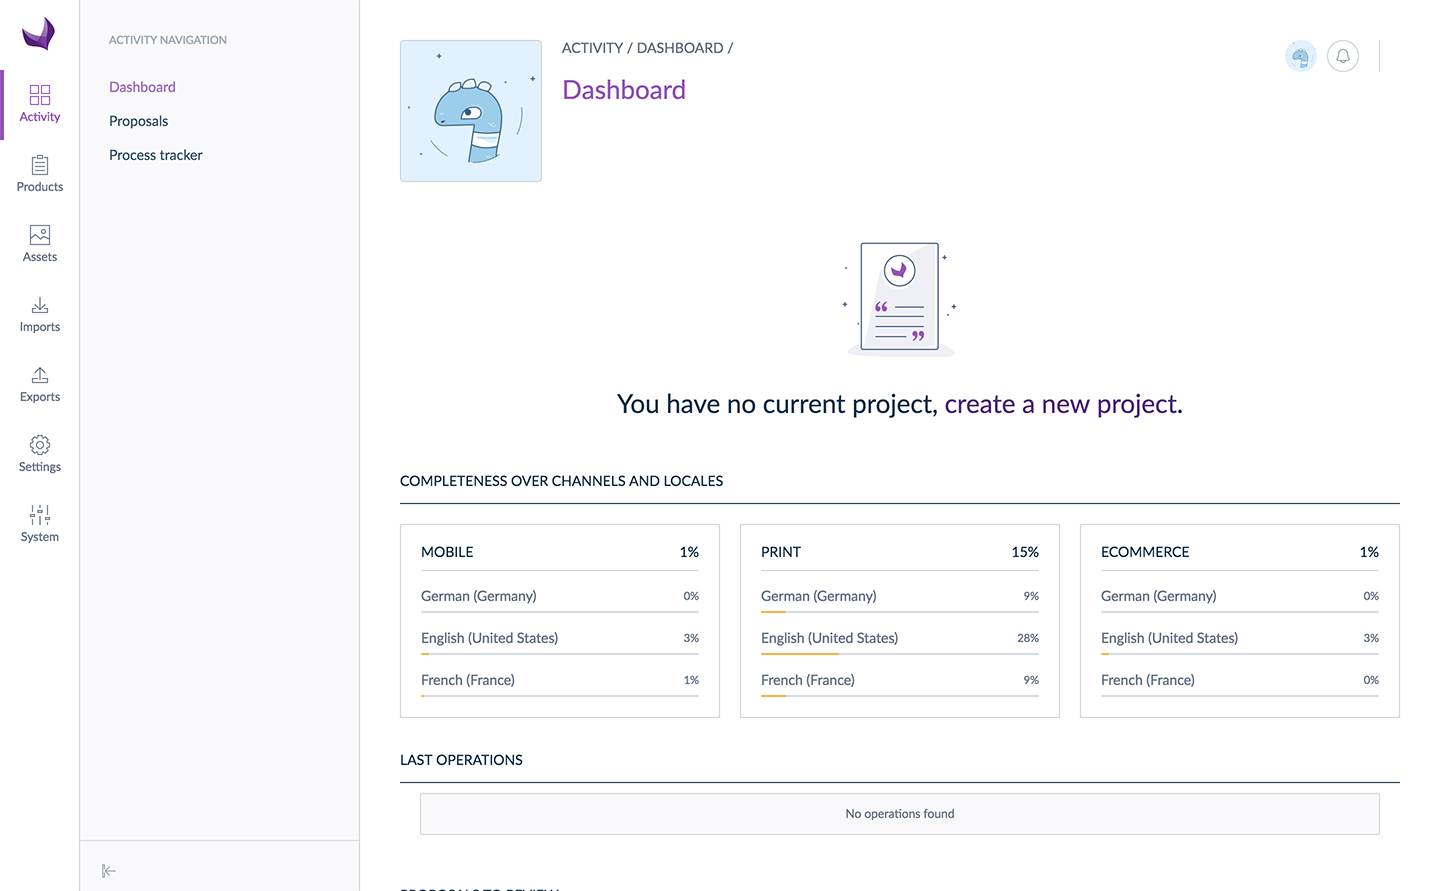 Activity
Products
Assets
Imports
Exports
Settings
System
ACTIVITY NAVIGATION
Dashboard
Proposals
Process tracker
ACTIVITY / DASHBOARD /
Dashboard
You have no current project, create a new project.
COMPLETENESS OVER CHANNELS AND LOCALES
MOBILE 1%
German (Germany) 0%
English (United States) 3%
French (France) 1%
PRINT 15%
German (Germany) 9%
English (United States) 28%
French (France) 9%
ECOMMERCE 1%
German (Germany) 0%
English (United States) 3%
French (France) 0%
LAST OPERATIONS
No operations found
PROPOSALS TO REVIEW